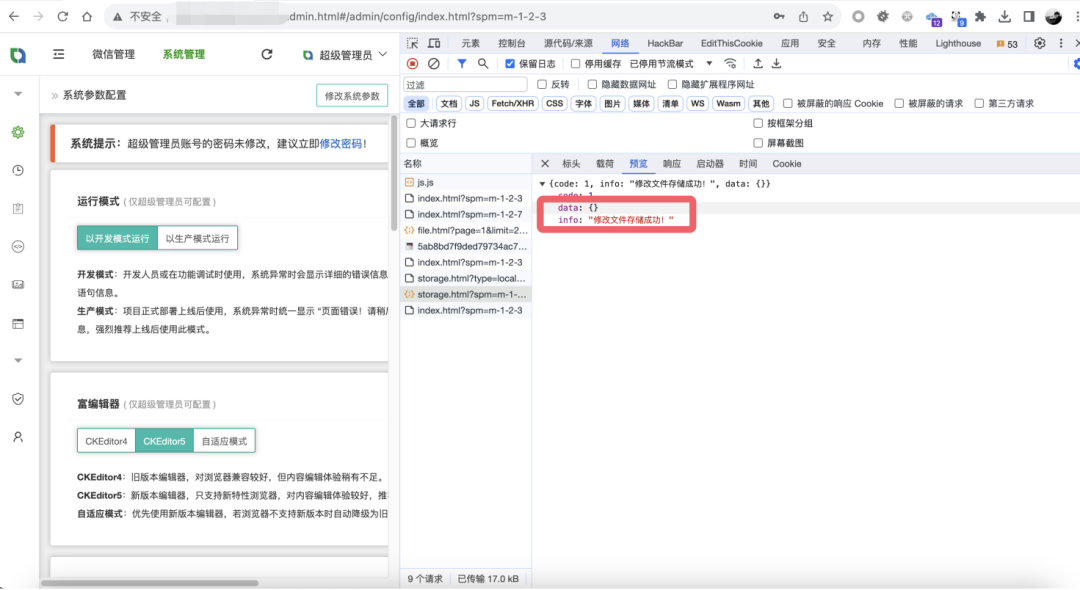 不安全
dmin.html#/admin/config/index.html?spm=m-1-2-3
12
9
微信管理
系统管理
超级管理员
元素
控制台
源代码/来源
网络
HackBar
EditThisCookie
应用
安全
内存
性能
Lighthouse
53
保留日志
停用缓存
已停用节流模式
» 系统参数配置
修改系统参数
过滤
反转
隐藏数据网址
隐藏扩展程序网址
全部
文档
JS
Fetch/XHR
CSS
字体
图片
媒体
清单
WS
Wasm
其他
被屏蔽的响应 Cookie
被屏蔽的请求
第三方请求
大请求行
按框架分组
概览
屏幕截图
系统提示：超级管理员账号的密码未修改，建议立即修改密码！
名称
标头
载荷
预览
响应
启动器
时间
Cookie
js.js
index.html?spm=m-1-2-3
index.html?spm=m-1-2-7
file.html?page=1&limit=2...
5ab8bd7f9ded79734ac7...
index.html?spm=m-1-2-3
storage.html?type=local...
storage.html?spm=m-1-...
index.html?spm=m-1-2-3
{code: 1, info: "修改文件存储成功！", data: {}}
code: 1
data: {}
info: "修改文件存储成功！"
运行模式 ( 仅超级管理员可配置 )
以开发模式运行
以生产模式运行
开发模式：开发人员或在功能调试时使用，系统异常时会显示详细的错误信息
语句信息。
生产模式：项目正式部署上线后使用，系统异常时统一显示 “页面错误！请稍
息，强烈推荐上线后使用此模式。
富编辑器 ( 仅超级管理员可配置 )
CKEditor4
CKEditor5
自适应模式
CKEditor4：旧版本编辑器，对浏览器兼容较好，但内容编辑体验稍有不足。
CKEditor5：新版本编辑器，只支持新特性浏览器，对内容编辑体验较好，推
自适应模式：优先使用新版本编辑器，若浏览器不支持新版本时自动降级为旧
9 个请求
已传输 17.0 kB